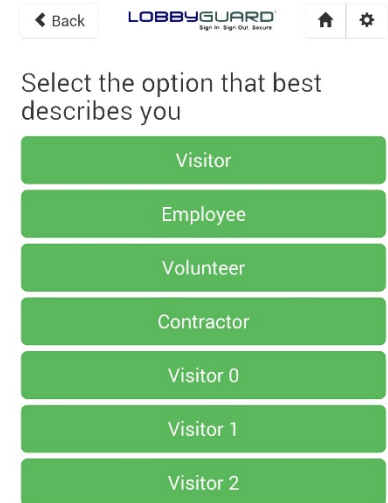 Back
LOBBYGUARD
Sign In. Sign Out. Secure.
Select the option that best
describes you
Visitor
Employee
Volunteer
Contractor
Visitor 0
Visitor 1
Visitor 2